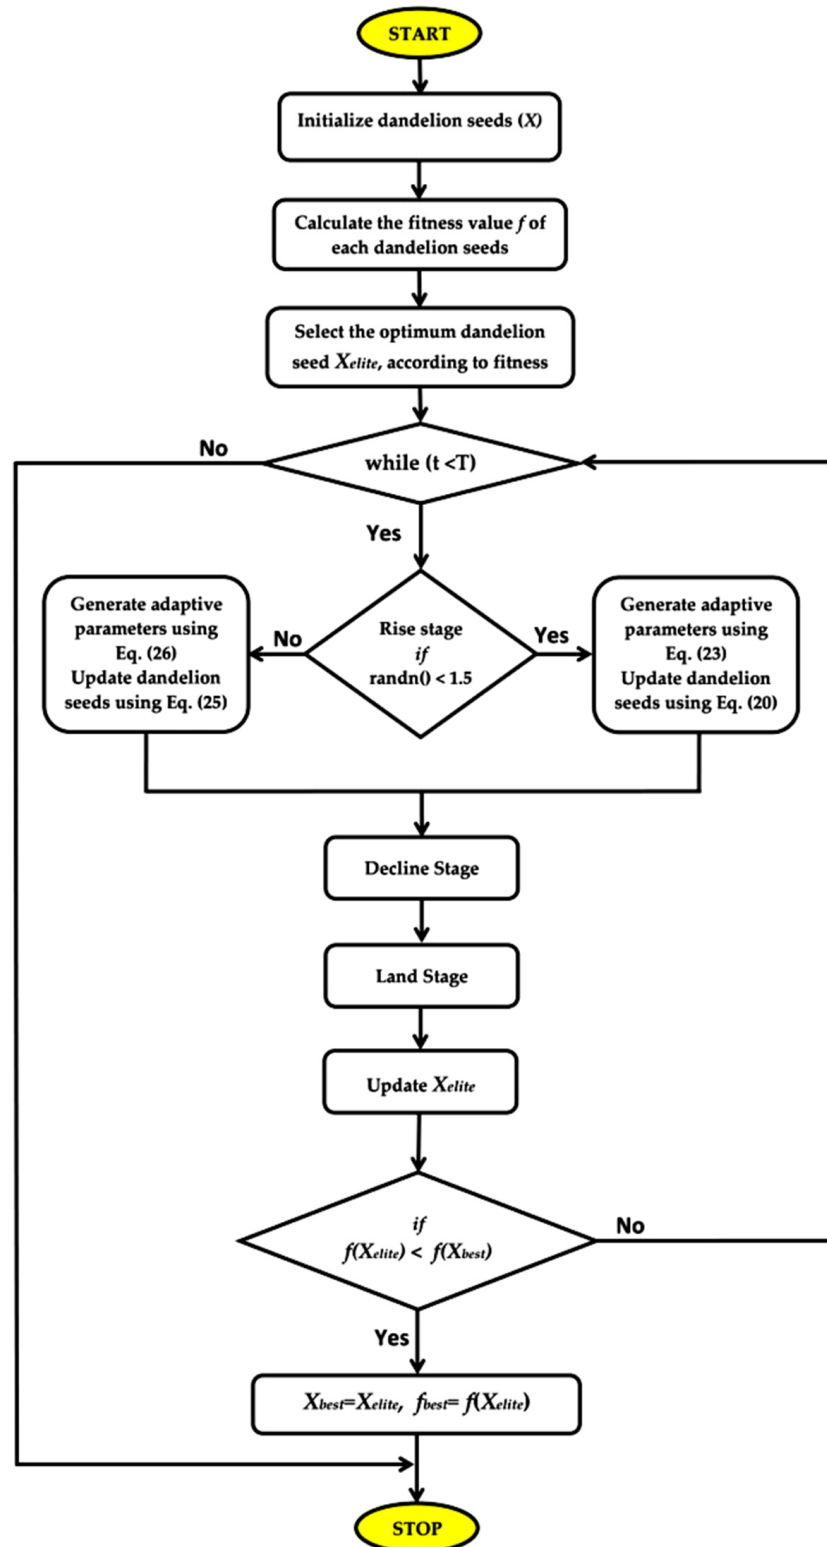 START
Initialize dandelion seeds (X)
Calculate the fitness value f of
each dandelion seeds
Select the optimum dandelion
seed Xelite, according to fitness
No
while (t <T)
Yes
Generate adaptive
parameters using
Eq. (26)
Update dandelion
seeds using Eq. (25)
No
Rise stage
if
randn() < 1.5
Yes
Generate adaptive
parameters using
Eq. (23)
Update dandelion
seeds using Eq. (20)
Decline Stage
Land Stage
Update Xelite
if
f(Xelite) < f(Xbest)
No
Yes
Xbest=Xelite, fbest= f(Xelite)
STOP